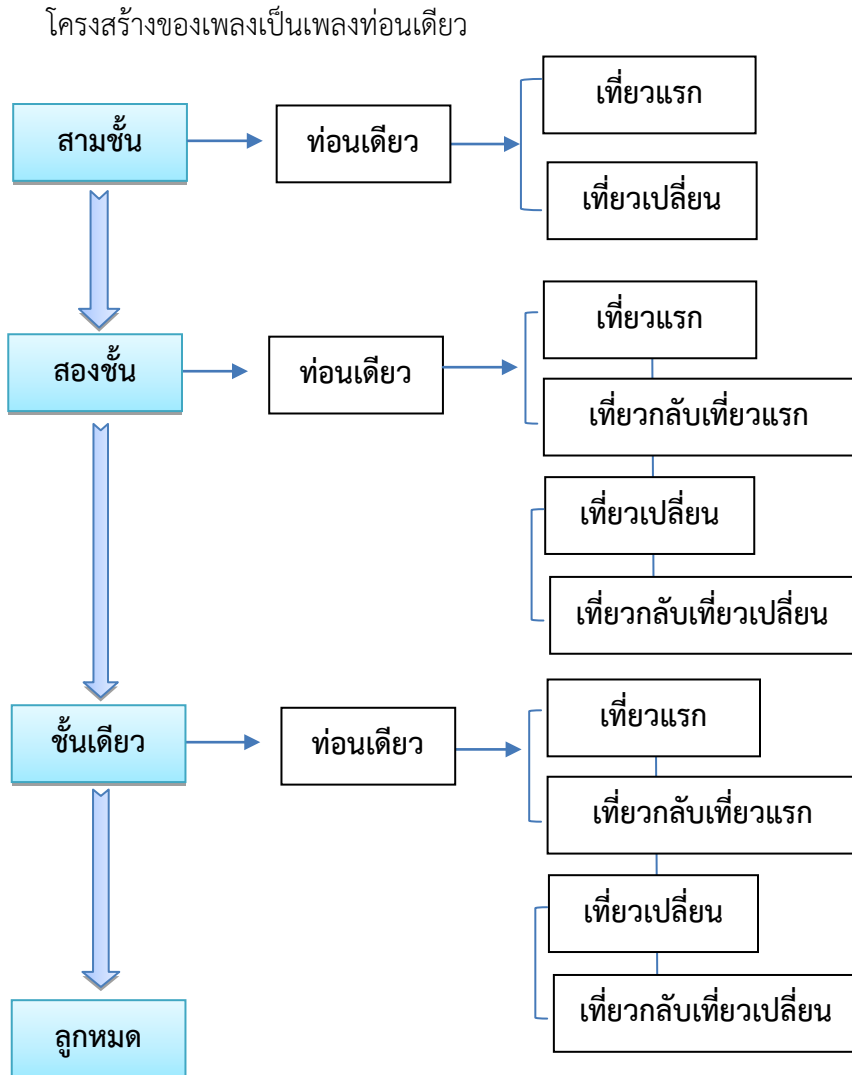 โครงสร้างของเพลงเป็นเพลงท่อนเดียว
สามชั้น
ท่อนเดียว
เที่ยวแรก
เที่ยวเปลี่ยน
สองชั้น
ท่อนเดียว
เที่ยวแรก
เที่ยวกลับเที่ยวแรก
เที่ยวเปลี่ยน
เที่ยวกลับเที่ยวเปลี่ยน
ชั้นเดียว
ท่อนเดียว
เที่ยวแรก
เที่ยวกลับเที่ยวแรก
เที่ยวเปลี่ยน
เที่ยวกลับเที่ยวเปลี่ยน
ลูกหมด